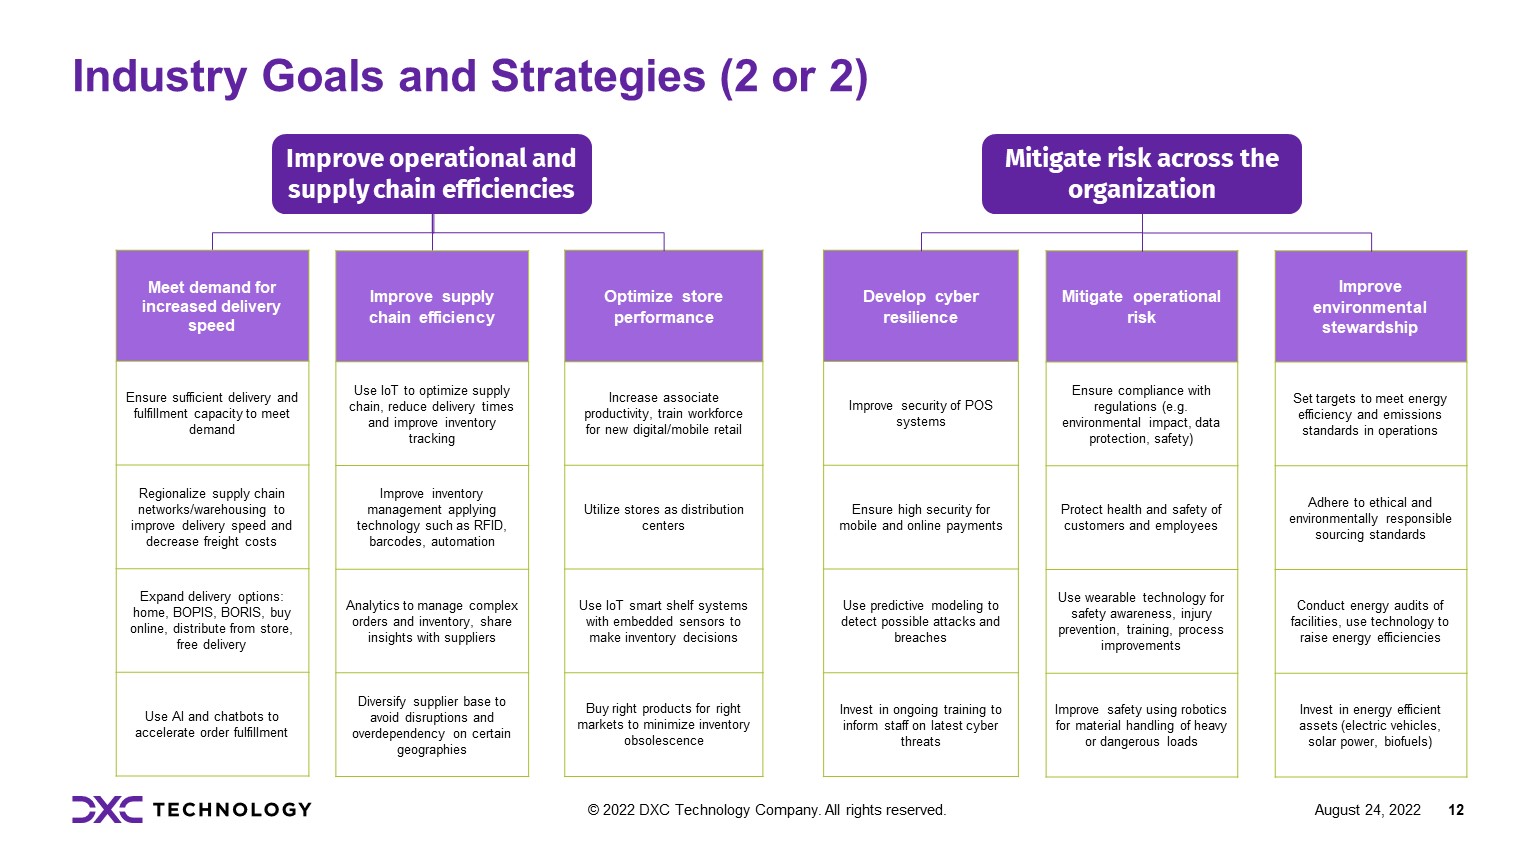 Industry Goals and Strategies (2 or 2)
Improve operational and
supply chain efficiencies
Meet demand for
increased delivery
speed
Ensure sufficient delivery and
fulfillment capacity to meet
demand
Regionalize supply chain
networks/warehousing to
improve delivery speed and
decrease freight costs
Expand delivery options:
home, BOPIS, BORIS, buy
online, distribute from store,
free delivery
Use AI and chatbots to
accelerate order fulfillment
Improve supply
chain efficiency
Use IoT to optimize supply
chain, reduce delivery times
and improve inventory
tracking
Improve inventory
management applying
technology such as RFID,
barcodes, automation
Analytics to manage complex
orders and inventory, share
insights with suppliers
Diversify supplier base to
avoid disruptions and
overdependency on certain
geographies
Optimize store
performance
Increase associate
productivity, train workforce
for new digital/mobile retail
Utilize stores as distribution
centers
Use IoT smart shelf systems
with embedded sensors to
make inventory decisions
Buy right products for right
markets to minimize inventory
obsolescence
Mitigate risk across the
organization
Develop cyber
resilience
Improve security of POS
systems
Ensure high security for
mobile and online payments
Use predictive modeling to
detect possible attacks and
breaches
Invest in ongoing training to
inform staff on latest cyber
threats
Mitigate operational
risk
Ensure compliance with
regulations (e.g.
environmental impact, data
protection, safety)
Protect health and safety of
customers and employees
Use wearable technology for
safety awareness, injury
prevention, training, process
improvements
Improve safety using robotics
for material handling of heavy
or dangerous loads
Improve
environmental
stewardship
Set targets to meet energy
efficiency and emissions
standards in operations
Adhere to ethical and
environmentally responsible
sourcing standards
Conduct energy audits of
facilities, use technology to
raise energy efficiencies
Invest in energy efficient
assets (electric vehicles,
solar power, biofuels)
DXC TECHNOLOGY
© 2022 DXC Technology Company. All rights reserved.
August 24, 2022 12